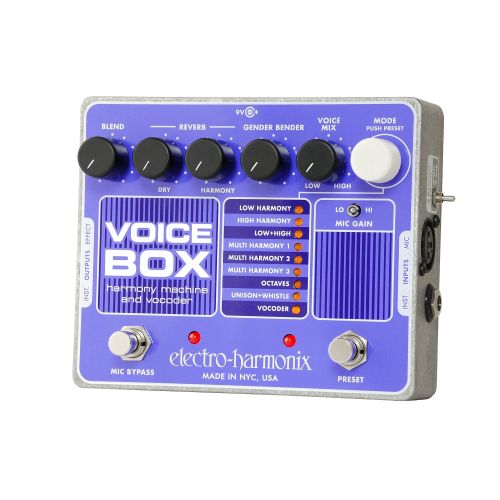 9V
BLEND
REVERB
GENDER BENDER
VOICE
MIX
MODE
PUSH PRESET
DRY
HARMONY
LOW
HIGH
LOW HARMONY
HIGH HARMONY
LOW+HIGH
MULTI HARMONY 1
MULTI HARMONY 2
MULTI HARMONY 3
OCTAVES
UNISON+WHISTLE
VOCODER
LO
HI
MIC GAIN
INST.
OUTPUTS
EFFECT
VOICE
BOX
harmony machine
and vocoder
INST.
INPUTS
MIC
MIC BYPASS
electro-harmonix
MADE IN NYC, USA
PRESET